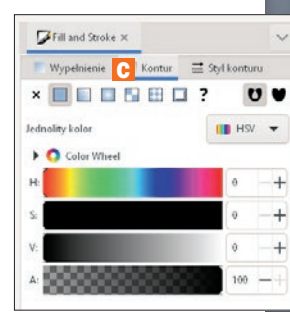 Fill and Stroke ×
Wypełnienie C Kontur Styl konturu
× ?
Jednolity kolor HSV
Color Wheel
H: 0 +
S: 0 +
V: 0 +
A: 100 − +